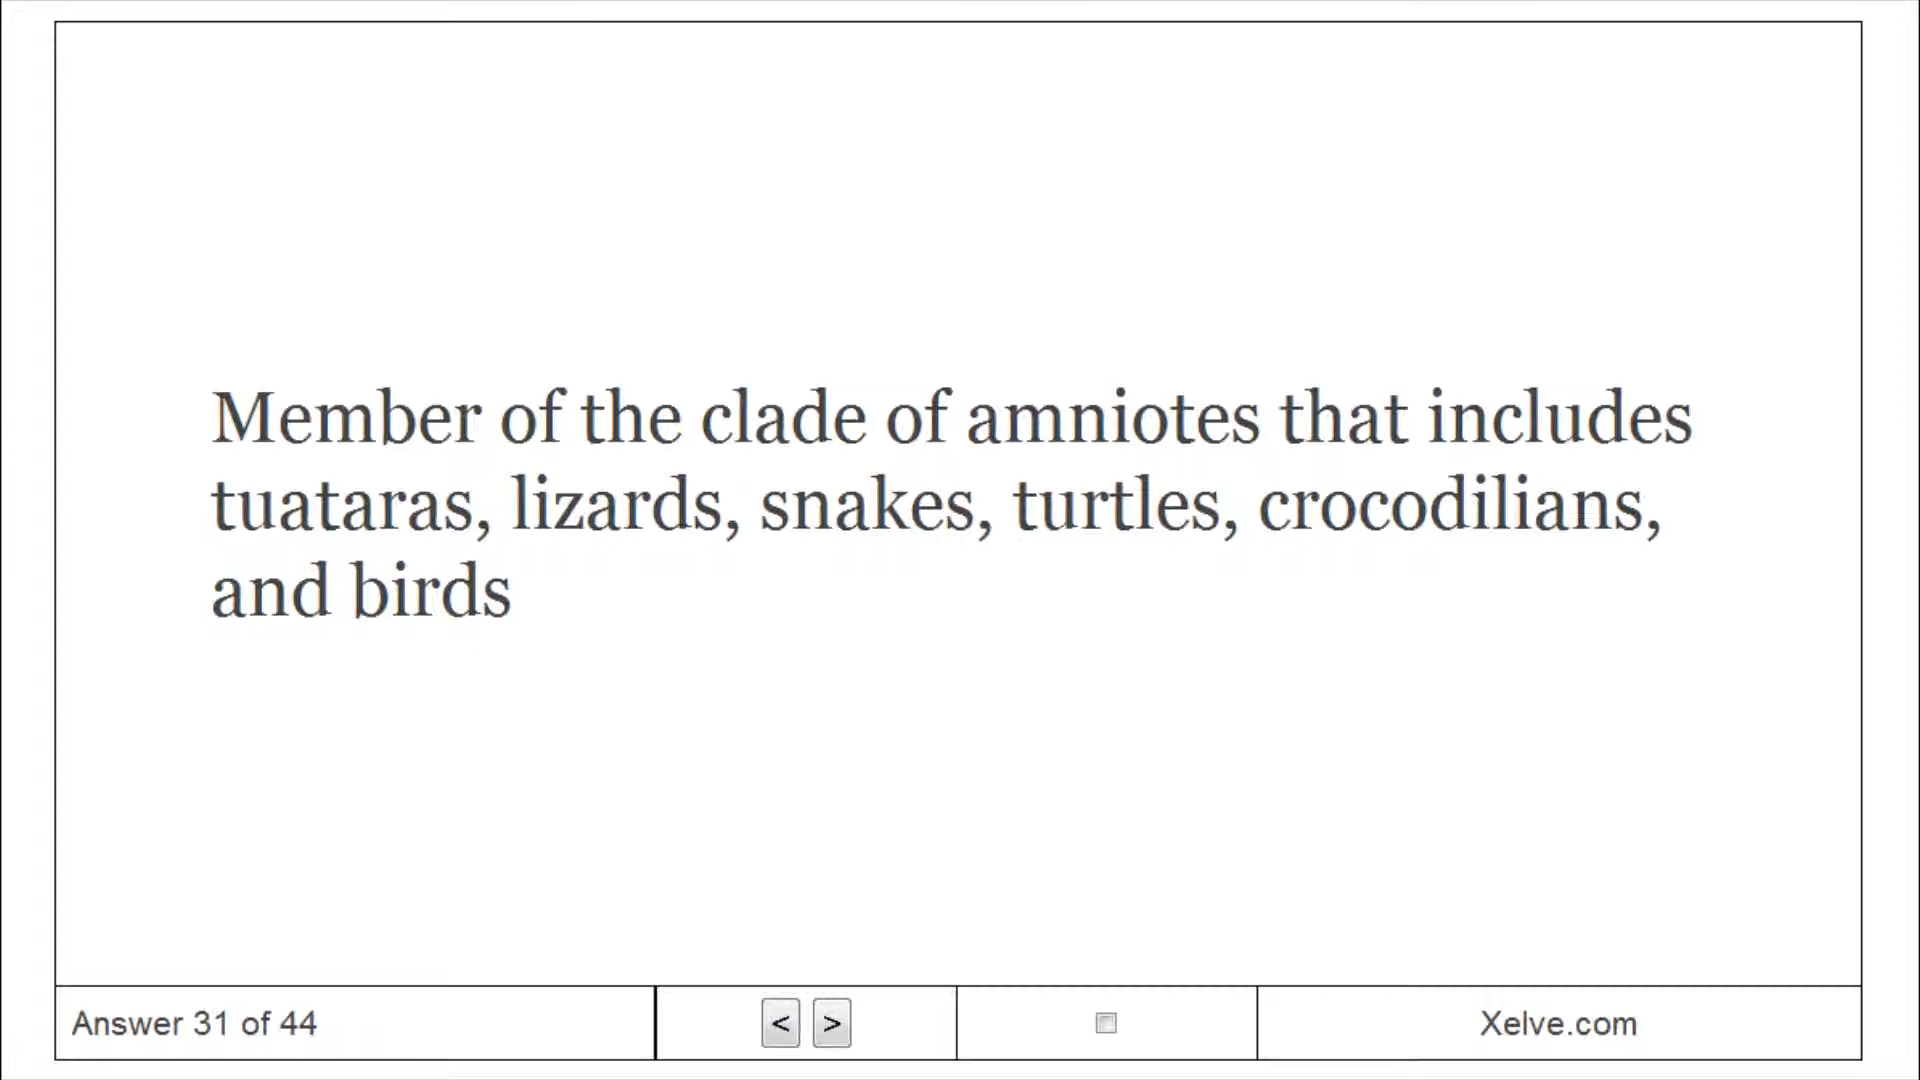 Member of the clade of amniotes that includes
tuataras, lizards, snakes, turtles, crocodilians,
and birds
Answer 31 of 44
< >
Xelve.com